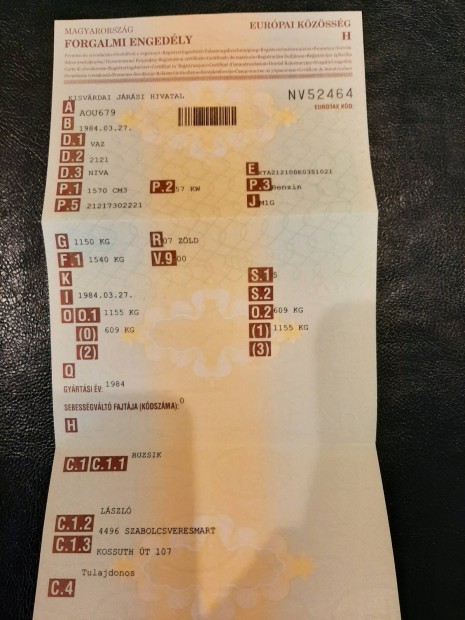 MAGYARORSZÁG
EURÓPAI KÖZÖSSÉG
FORGALMI ENGEDÉLY
H
KISVÁRDAI JÁRÁSI HIVATAL
NV52464
EUROTAX KÓD:
A AOU679
B 1984.03.27.
D.1 VAZ
D.2 2121
D.3 NIVA
E
P.1 1570 CM3 P.2 57 KW P.3 Benzin
P.5 21217302221 J M1G
G 1150 KG R 07 ZÖLD
F.1 1540 KG V.9 00
K S.1 5
I 1984.03.27. S.2
O O.1 1155 KG O.2 609 KG
(0) 609 KG (1) 1155 KG
(2) (3)
Q
GYÁRTÁSI ÉV: 1984
SEBESSÉGVÁLTÓ FAJTÁJA (KÓDSZÁMA): 0
H
C.1 C.1.1 BUZSIK
LÁSZLÓ
C.1.2 4496 SZABOLCSVERESMART
C.1.3 KOSSUTH ÚT 107
Tulajdonos
C.4